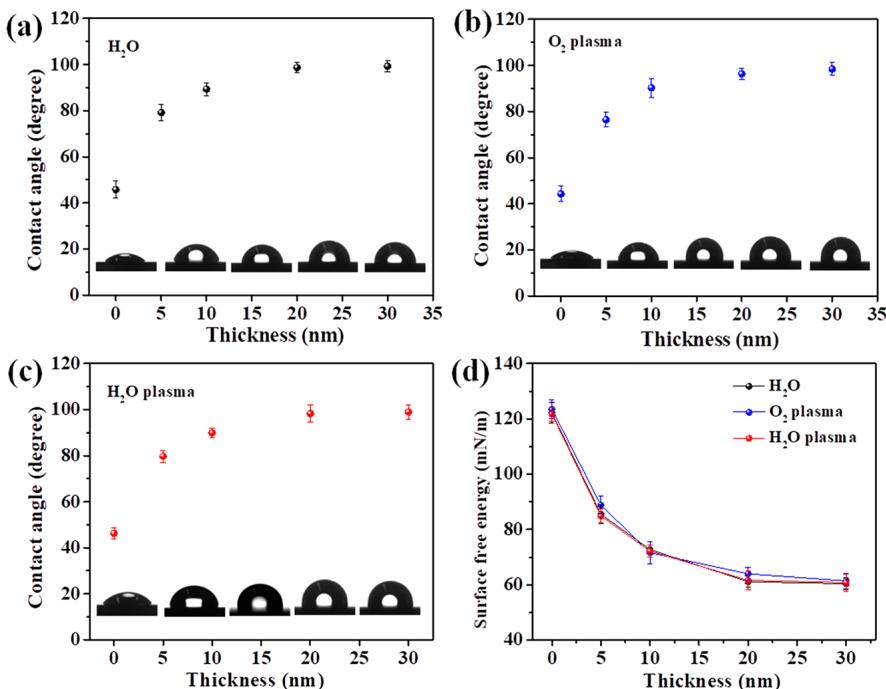 (a)
H₂O
Contact angle (degree)
120
100
80
60
40
20
0
0 5 10 15 20 25 30 35
Thickness (nm)
(b)
O₂ plasma
Contact angle (degree)
120
100
80
60
40
20
0
0 5 10 15 20 25 30 35
Thickness (nm)
(c)
H₂O plasma
Contact angle (degree)
120
100
80
60
40
20
0
0 5 10 15 20 25 30
Thickness (nm)
(d)
H₂O
O₂ plasma
H₂O plasma
Surface free energy (mN/m)
140
120
100
80
60
40
0 5 10 15 20 25 30
Thickness (nm)